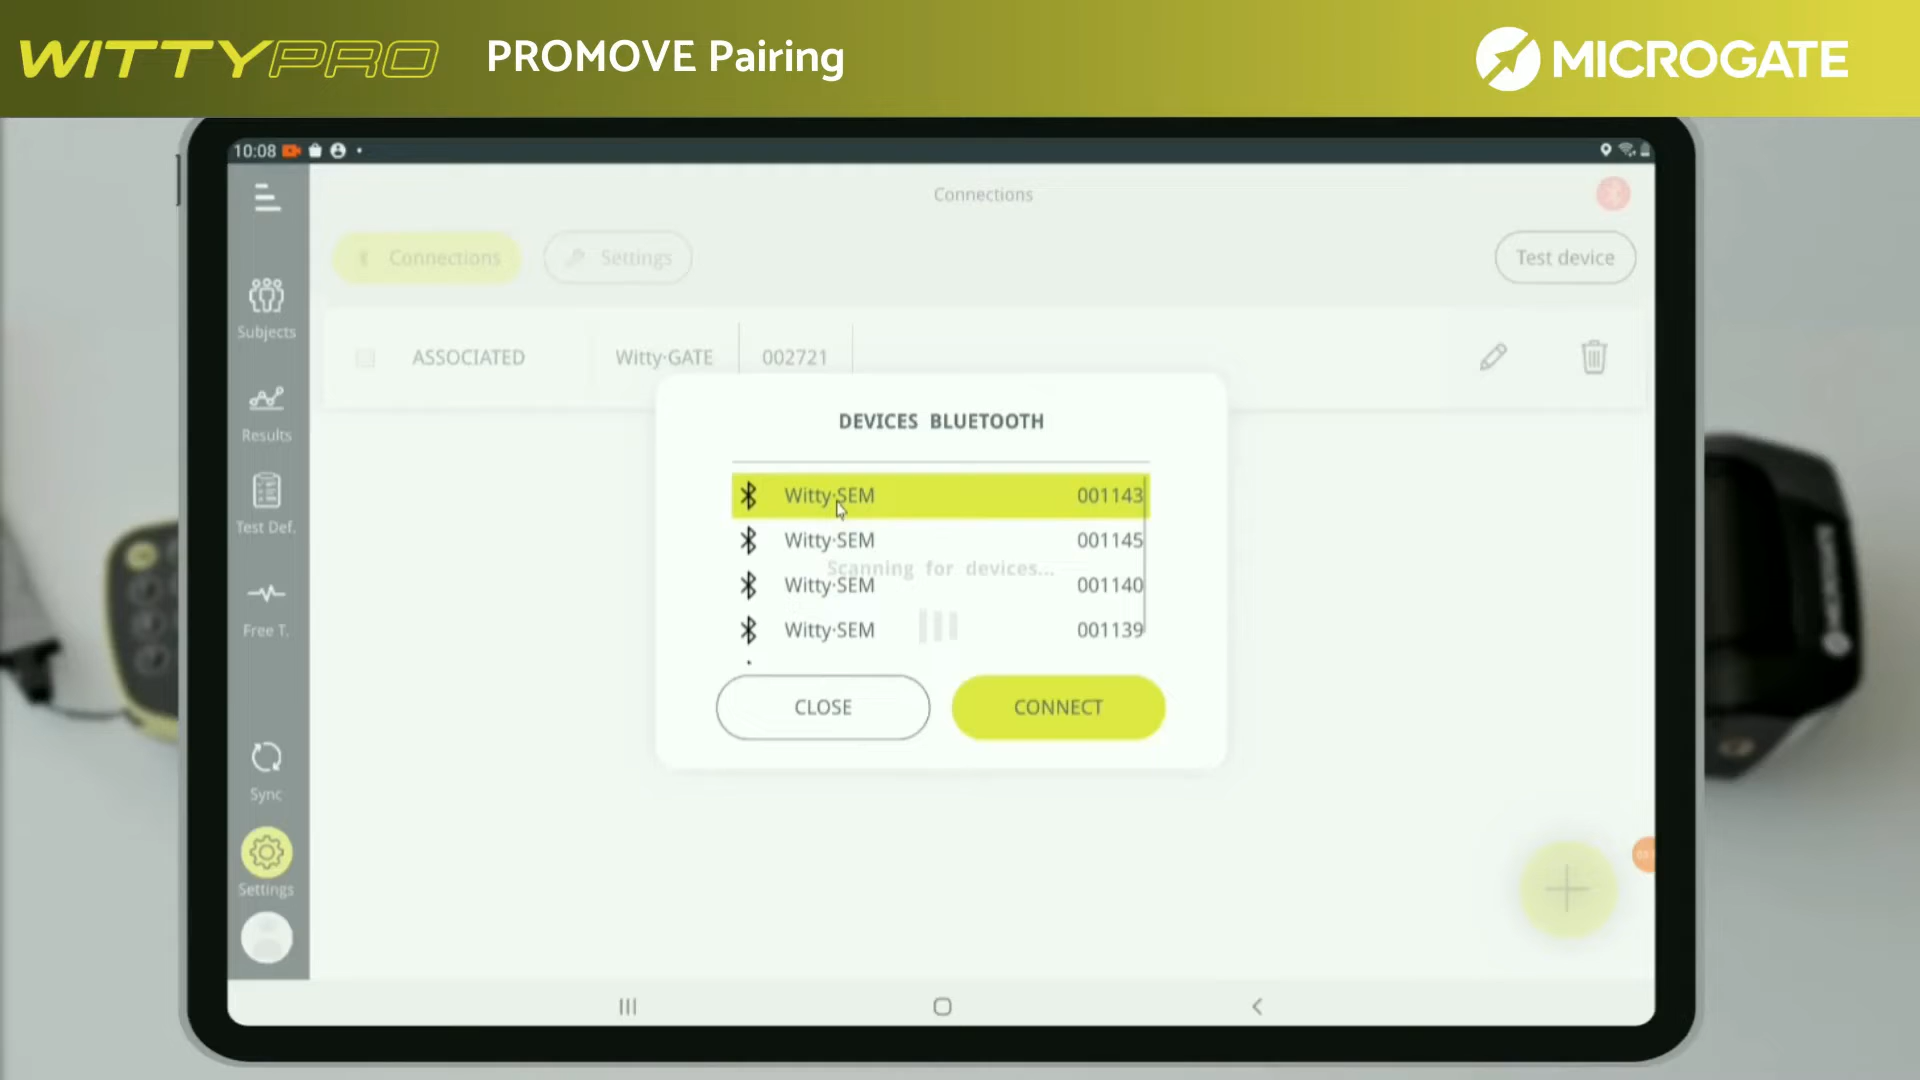 WITTYPRO
PROMOVE Pairing
MICROGATE
10:08
Connections
Connections
Settings
Test device
ASSOCIATED
Witty·GATE
002721
DEVICES BLUETOOTH
Witty·SEM 001143
Witty·SEM 001145
Scanning for devices...
Witty·SEM 001140
Witty·SEM 001139
CLOSE
CONNECT
Subjects
Results
Test Def.
Free T.
Sync
Settings
MICROGATE